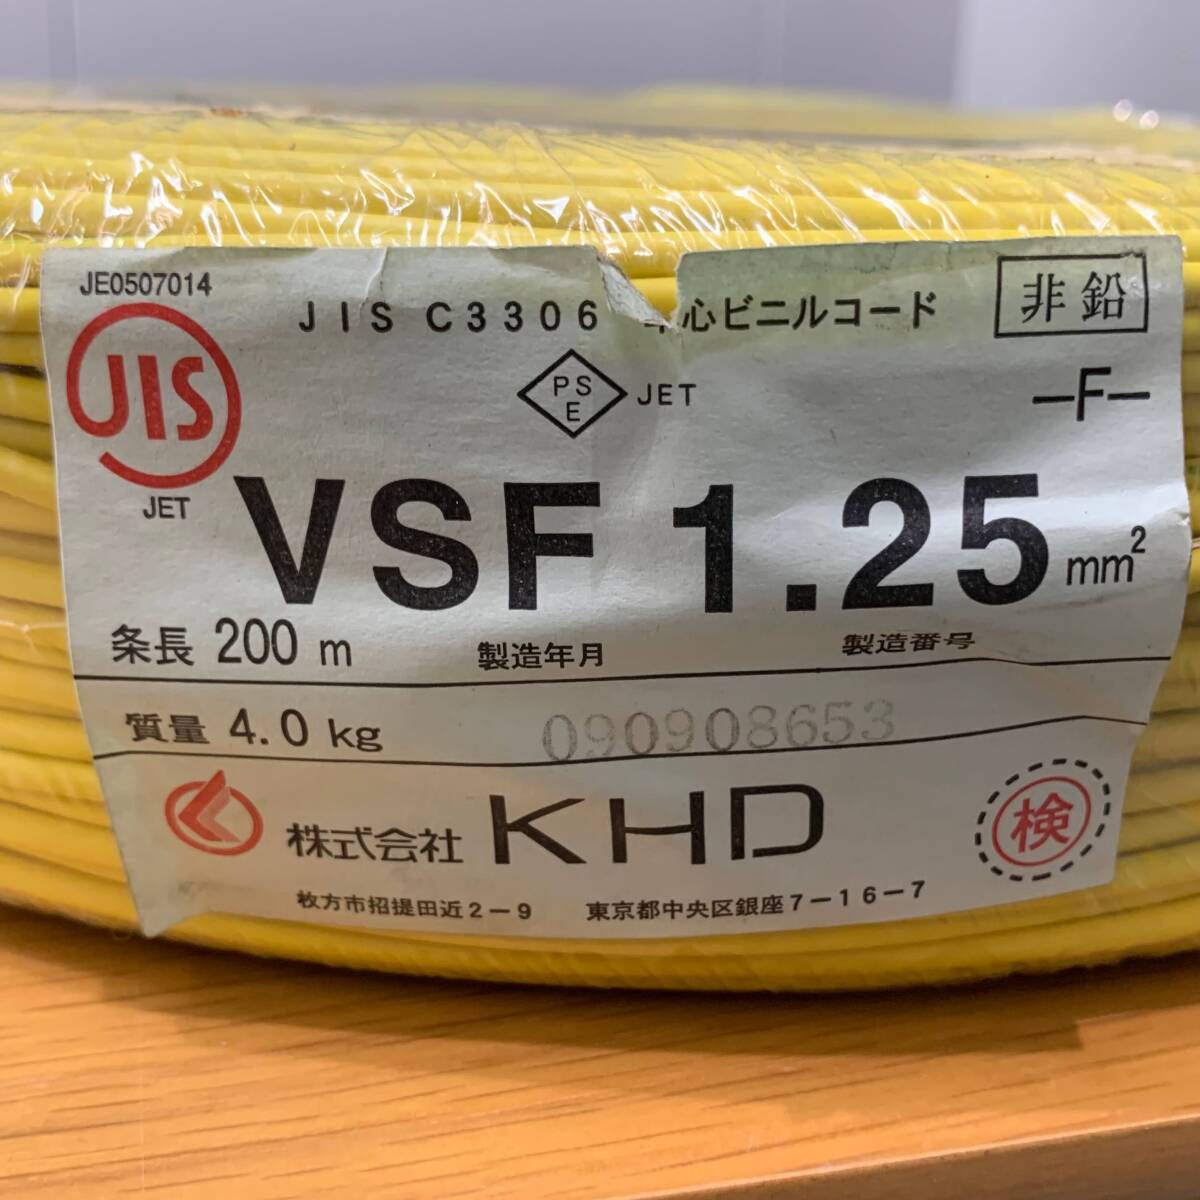 JE0507014
JIS C3306 心ビニルコード
非鉛
JIS
JET
PS
E
JET
—F—
VSF 1.25 mm²
条長 200 m
製造年月
製造番号
質量 4.0 kg
090908653
株式会社 KHD
検
枚方市招提田近2−9 東京都中央区銀座7−16−7